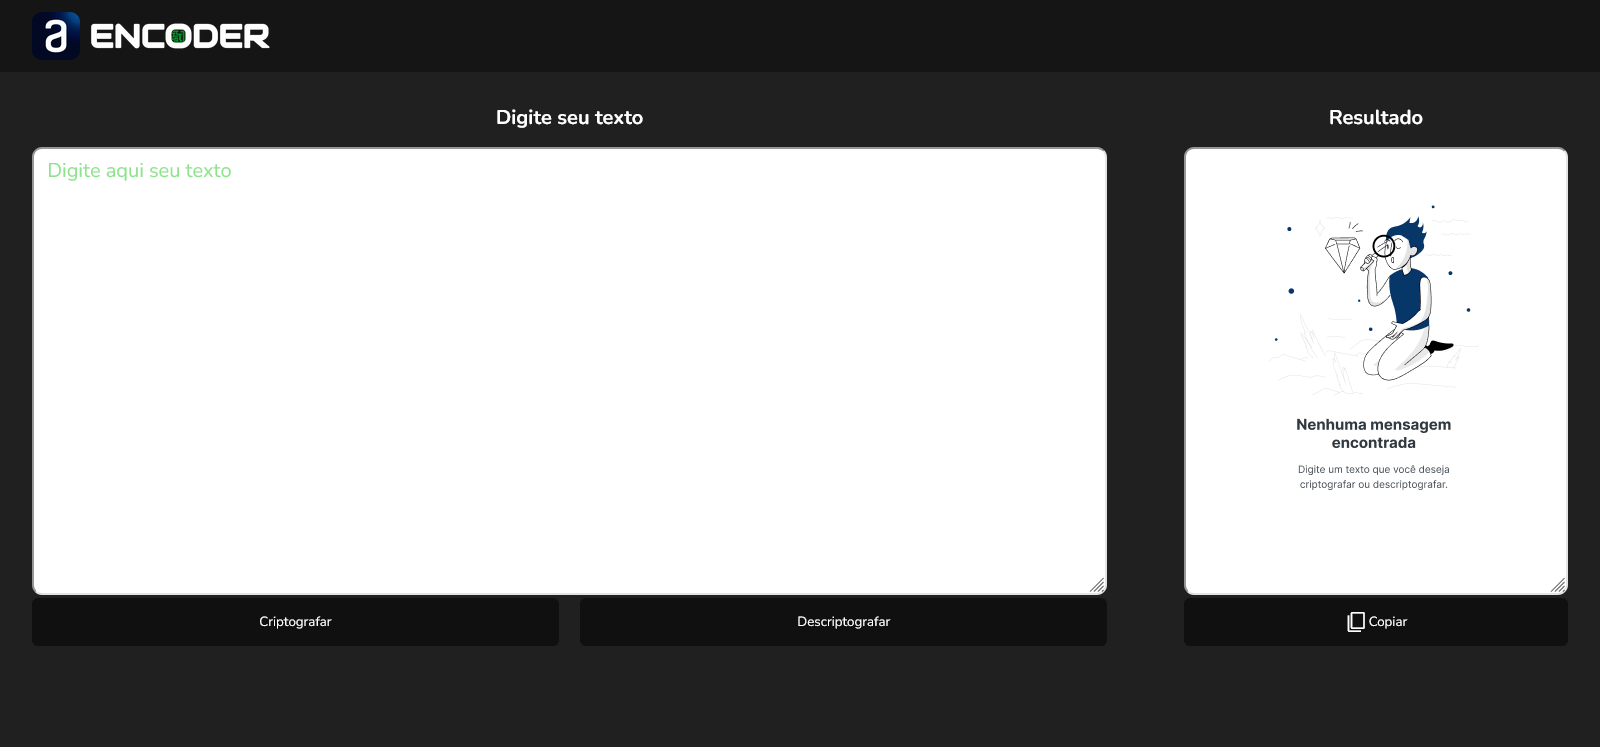 a ENCODER
Digite seu texto
Digite aqui seu texto
Criptografar
Descriptografar
Resultado
Nenhuma mensagem
encontrada
Digite um texto que você deseja
criptografar ou descriptografar.
Copiar